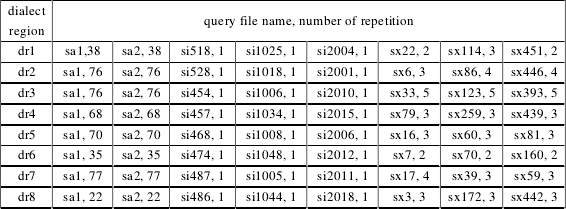 dialect region query file name, number of repetition
dr1 sa1,38 sa2, 38 si518, 1 si1025, 1 si2004, 1 sx22, 2 sx114, 3 sx451, 2
dr2 sa1, 76 sa2, 76 si528, 1 si1018, 1 si2001, 1 sx6, 3 sx86, 4 sx446, 4
dr3 sa1, 76 sa2, 76 si454, 1 si1006, 1 si2010, 1 sx33, 5 sx123, 5 sx393, 5
dr4 sa1, 68 sa2, 68 si457, 1 si1034, 1 si2015, 1 sx79, 3 sx259, 3 sx439, 3
dr5 sa1, 70 sa2, 70 si468, 1 si1008, 1 si2006, 1 sx16, 3 sx60, 3 sx81, 3
dr6 sa1, 35 sa2, 35 si474, 1 si1048, 1 si2012, 1 sx7, 2 sx70, 2 sx160, 2
dr7 sa1, 77 sa2, 77 si487, 1 si1005, 1 si2011, 1 sx17, 4 sx39, 3 sx59, 3
dr8 sa1, 22 sa2, 22 si486, 1 si1044, 1 si2018, 1 sx3, 3 sx172, 3 sx442, 3